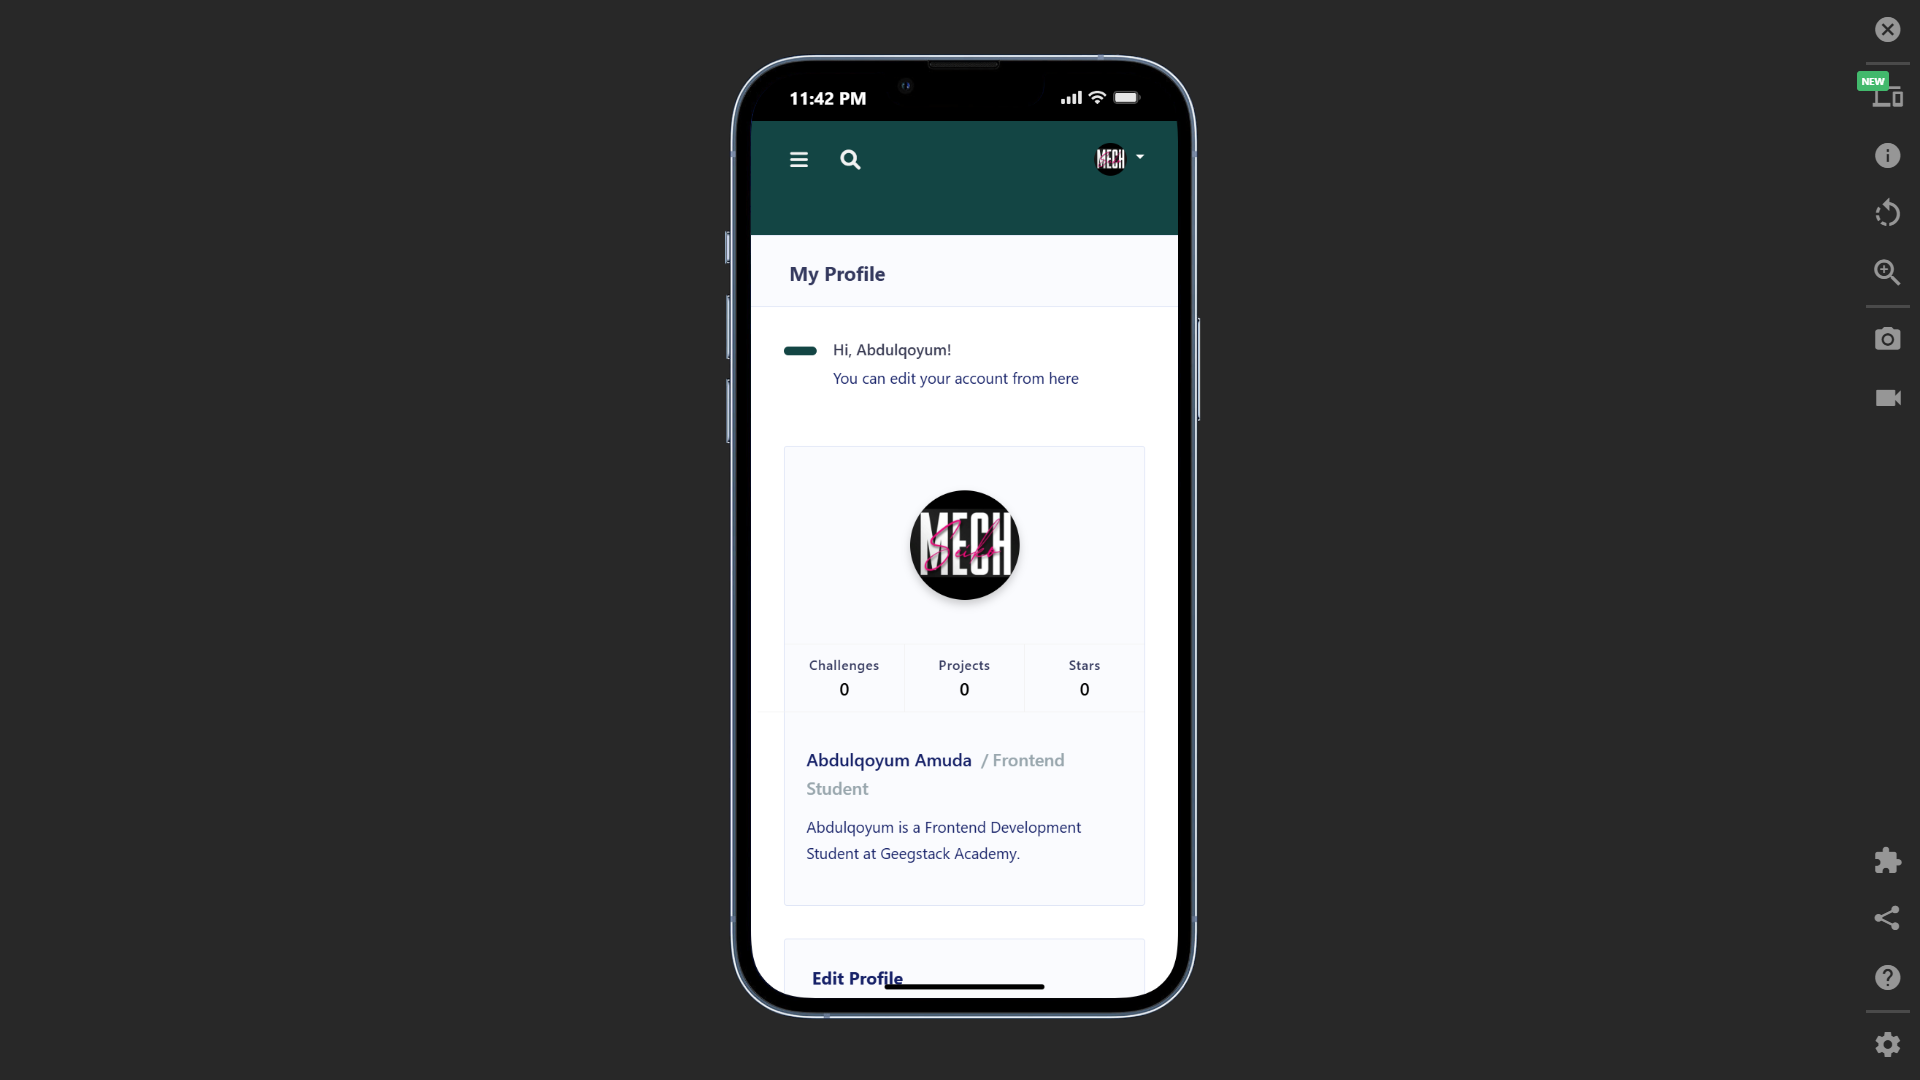 11:42 PM
NEW
MECH
My Profile
Hi, Abdulqoyum!
You can edit your account from here
MECH
Seiko
Challenges Projects Stars
0 0 0
Abdulqoyum Amuda / Frontend
Student
Abdulqoyum is a Frontend Development
Student at Geegstack Academy.
Edit Profile